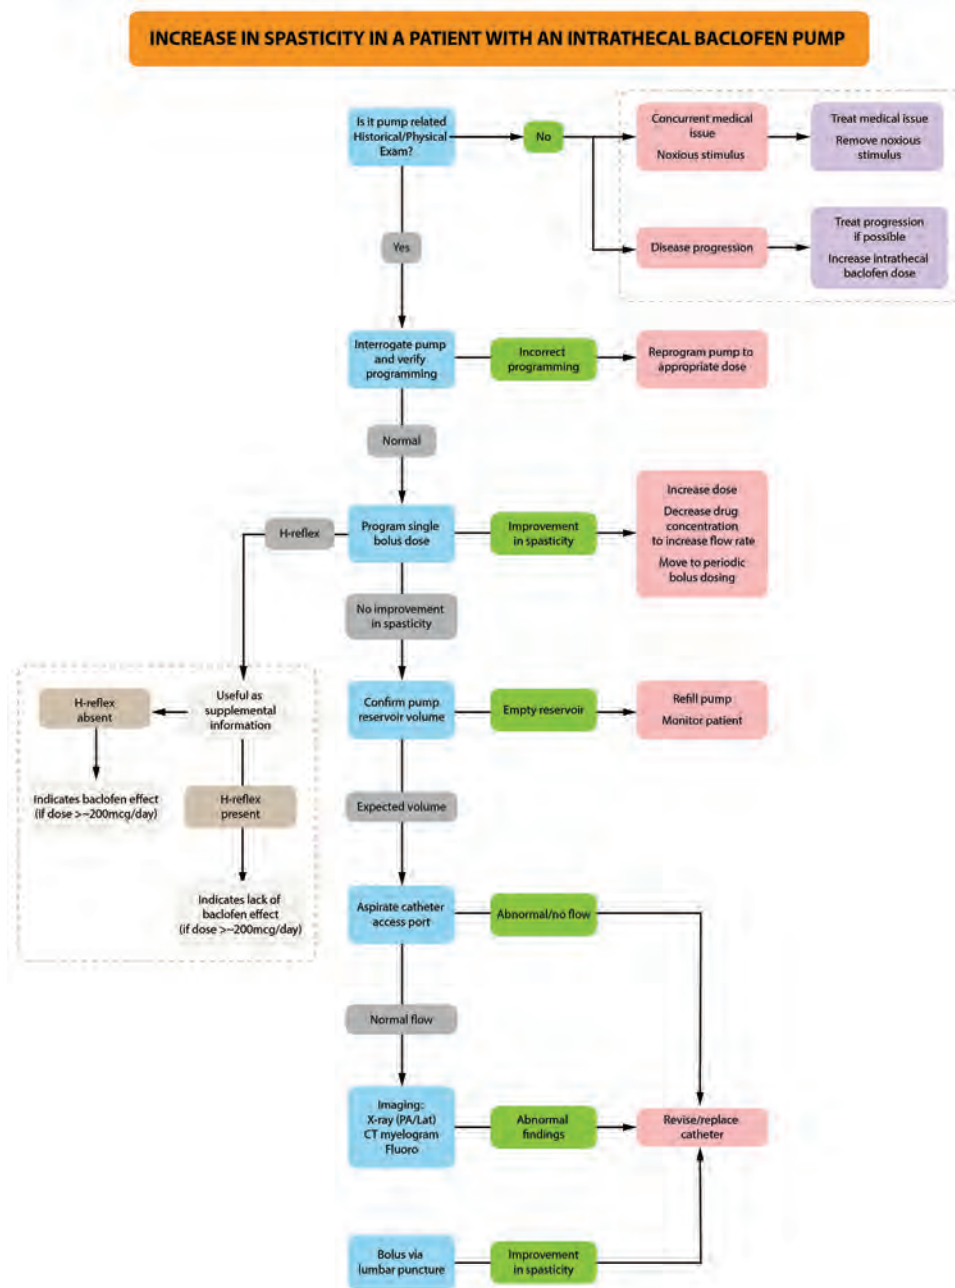 INCREASE IN SPASTICITY IN A PATIENT WITH AN INTRATHECAL BACLOFEN PUMP
Is it pump related
Historical/Physical
Exam?
No
Concurrent medical
issue
Noxious stimulus
Treat medical issue
Remove noxious
stimulus
Yes
Disease progression
Treat progression
if possible
Increase intrathecal
baclofen dose
Interrogate pump
and verify
programming
Incorrect
programming
Reprogram pump to
appropriate dose
Normal
H-reflex
Program single
bolus dose
Improvement
in spasticity
Increase dose
Decrease drug
concentration
to increase flow rate
Move to periodic
bolus dosing
No improvement
in spasticity
H-reflex
absent
Useful as
supplemental
information
Confirm pump
reservoir volume
Empty reservoir
Refill pump
Monitor patient
Indicates baclofen effect
(if dose >~200mcg/day)
H-reflex
present
Expected volume
Indicates lack of
baclofen effect
(if dose >~200mcg/day)
Aspirate catheter
access port
Abnormal/no flow
Normal flow
Imaging:
X-ray (PA/Lat)
CT myelogram
Fluoro
Abnormal
findings
Revise/replace
catheter
Bolus via
lumbar puncture
Improvement
in spasticity